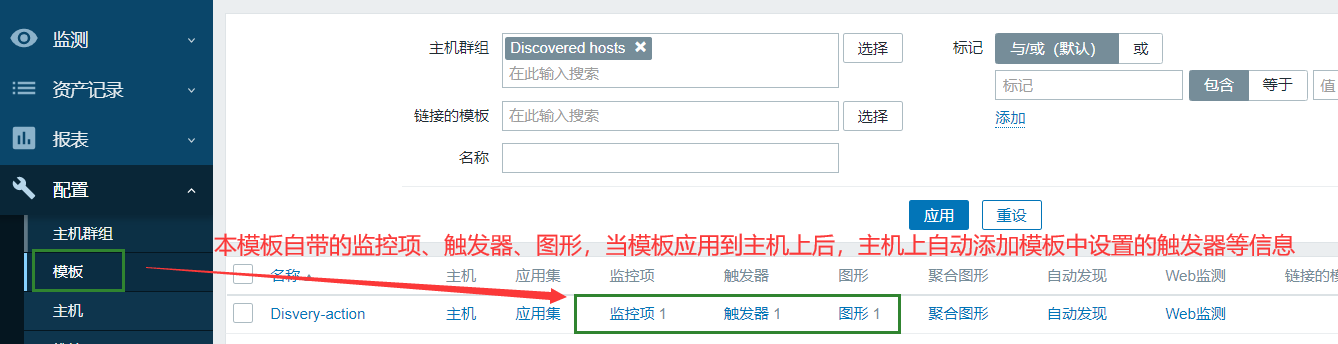 监测
资产记录
报表
配置
主机群组
模板
主机
主机群组 Discovered hosts 选择
在此输入搜索
链接的模板 在此输入搜索 选择
名称
标记 与/或（默认） 或
标记 包含 等于 值
添加
应用 重设
本模板自带的监控项、触发器、图形，当模板应用到主机上后，主机上自动添加模板中设置的触发器等信息
名称 主机 应用集 监控项 触发器 图形 聚合图形 自动发现 Web监测 链接的模
Disvery-action 主机 应用集 监控项 1 触发器 1 图形 1 聚合图形 自动发现 Web监测